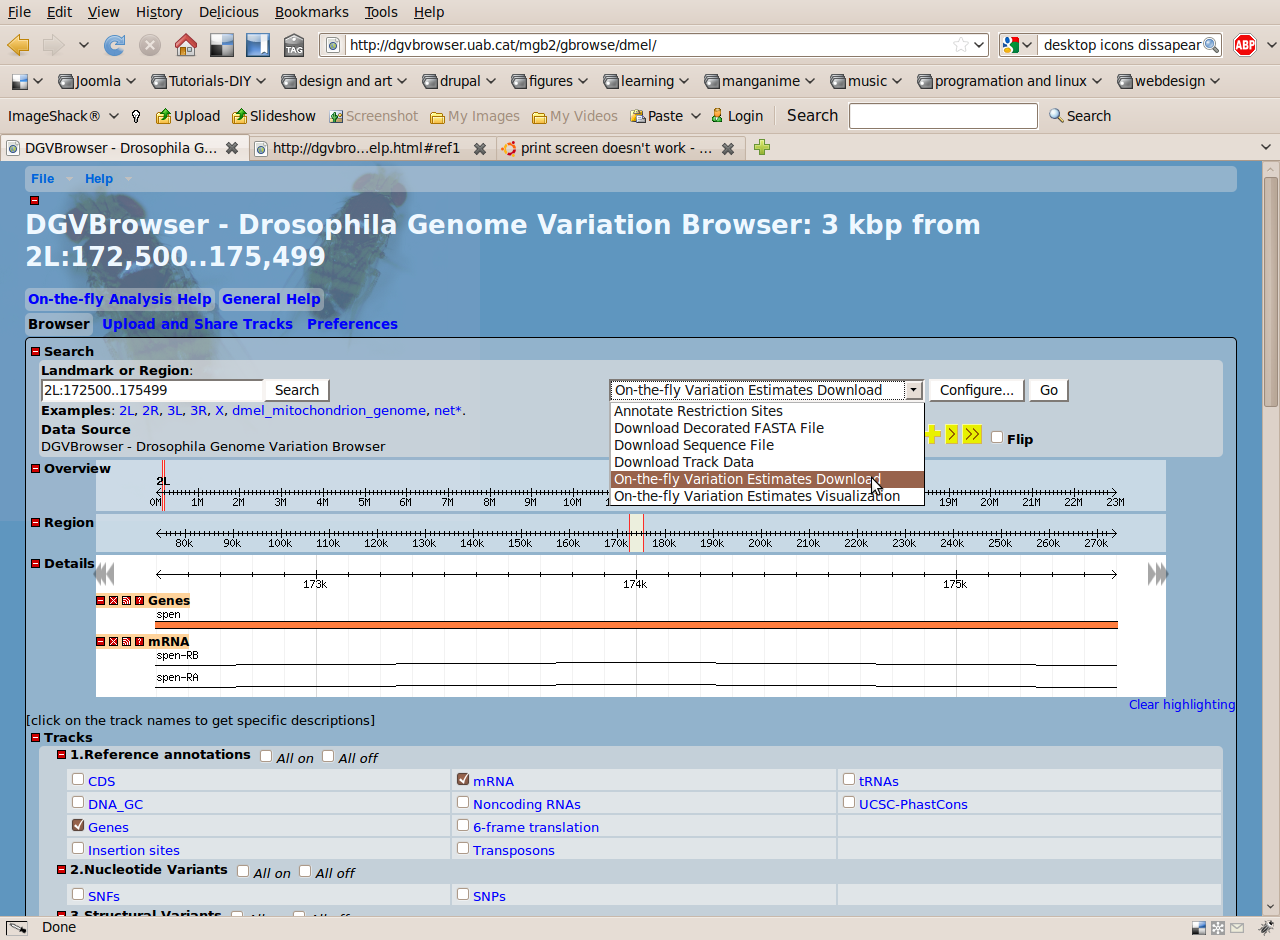 File Edit View History Delicious Bookmarks Tools Help
http://dgvbrowser.uab.cat/mgb2/gbrowse/dmel/ desktop icons dissapear ABP
TAG
Joomla Tutorials-DIY design and art drupal figures learning manganime music programation and linux webdesign
ImageShack® Upload Slideshow Screenshot My Images My Videos Paste Login Search Search
DGVBrowser - Drosophila G... http://dgvbro...elp.html#ref1 print screen doesn't work - ...
File Help
DGVBrowser - Drosophila Genome Variation Browser: 3 kbp from
2L:172,500..175,499
On-the-fly Analysis Help General Help
Browser Upload and Share Tracks Preferences
Search
Landmark or Region:
2L:172500..175499 Search On-the-fly Variation Estimates Download Configure... Go
Examples: 2L, 2R, 3L, 3R, X, dmel_mitochondrion_genome, net*.
Data Source
DGVBrowser - Drosophila Genome Variation Browser
Annotate Restriction Sites
Download Decorated FASTA File
Download Sequence File
Download Track Data
On-the-fly Variation Estimates Download
On-the-fly Variation Estimates Visualization
+ > >> Flip
Overview
2L
0M 1M 2M 3M 4M 5M 6M 7M 8M 9M 10M 17M 18M 19M 20M 21M 22M 23M
Region
80k 90k 100k 110k 120k 130k 140k 150k 160k 170k 180k 190k 200k 210k 220k 230k 240k 250k 260k 270k
Details
173k 174k 175k
Genes
spen
mRNA
spen-RB
spen-RA
Clear highlighting
[click on the track names to get specific descriptions]
Tracks
1.Reference annotations All on All off
CDS mRNA tRNAs
DNA_GC Noncoding RNAs UCSC-PhastCons
Genes 6-frame translation
Insertion sites Transposons
2.Nucleotide Variants All on All off
SNFs SNPs
3.Structural Variants All on All off
Done